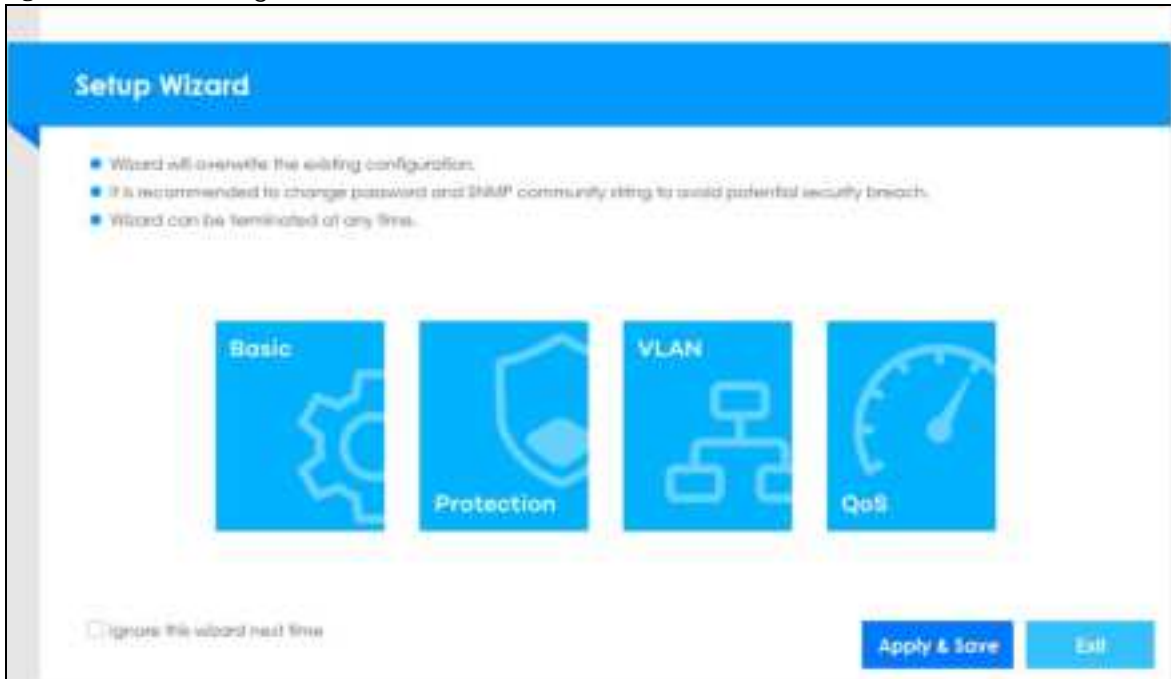 Setup Wizard
Wizard will overwrite the existing configuration.
It is recommended to change password and SNMP community string to avoid potential security breach.
Wizard can be terminated at any time.
Basic
VLAN
Protection
QoS
Ignore this wizard next time
Apply & Save
Exit